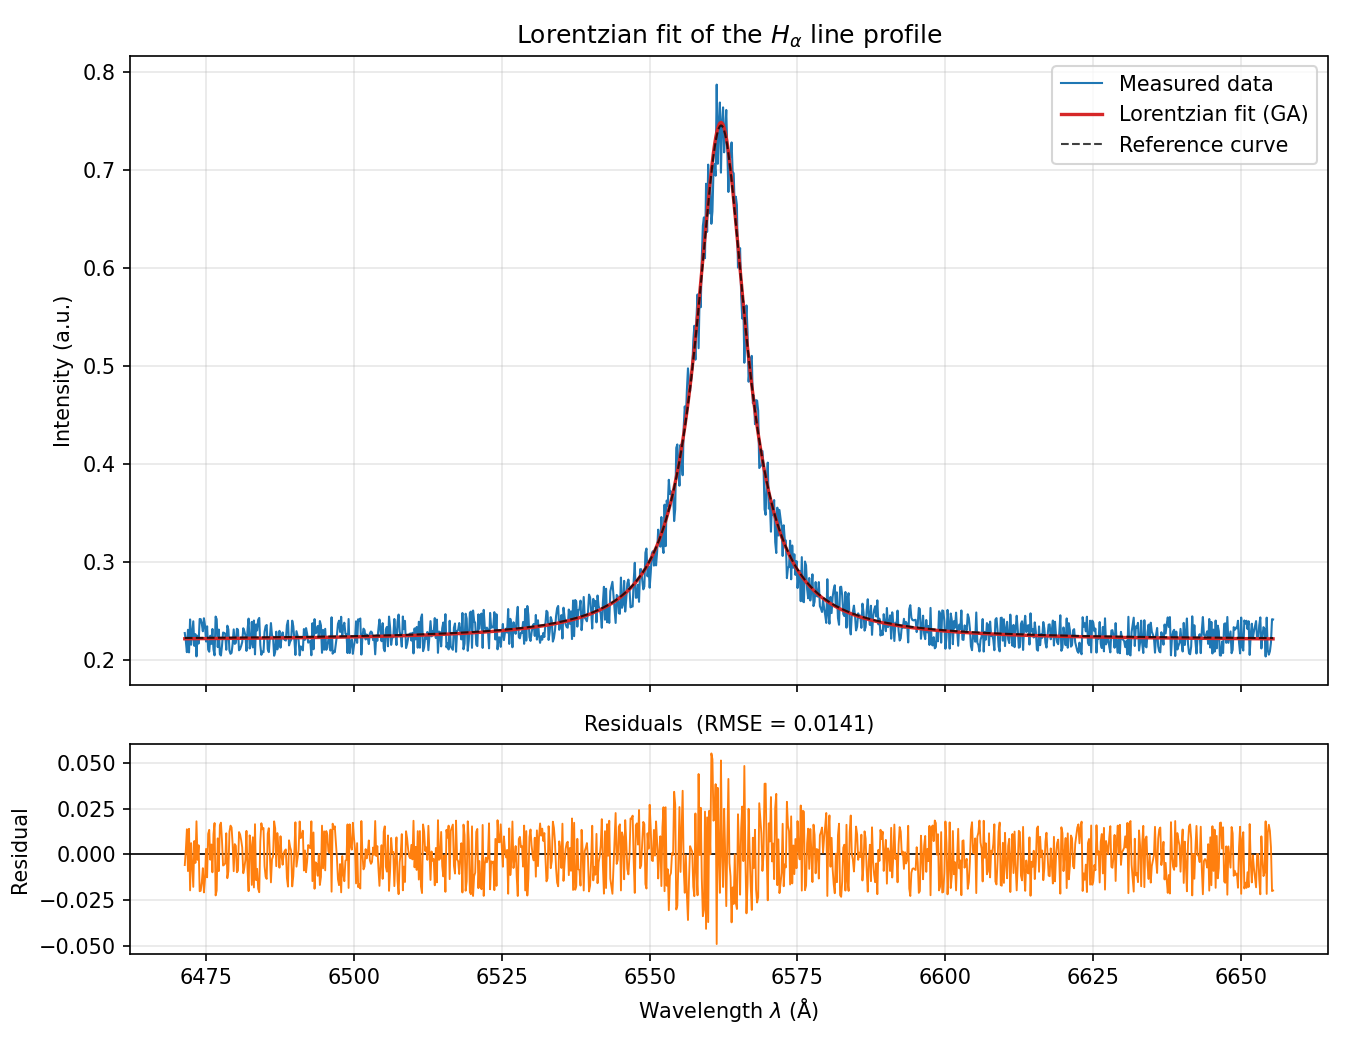 Lorentzian fit of the Hα line profile
Measured data
Lorentzian fit (GA)
Reference curve
Intensity (a.u.)
0.8
0.7
0.6
0.5
0.4
0.3
0.2
Residuals (RMSE = 0.0141)
Residual
0.050
0.025
0.000
−0.025
−0.050
6475 6500 6525 6550 6575 6600 6625 6650
Wavelength λ (Å)